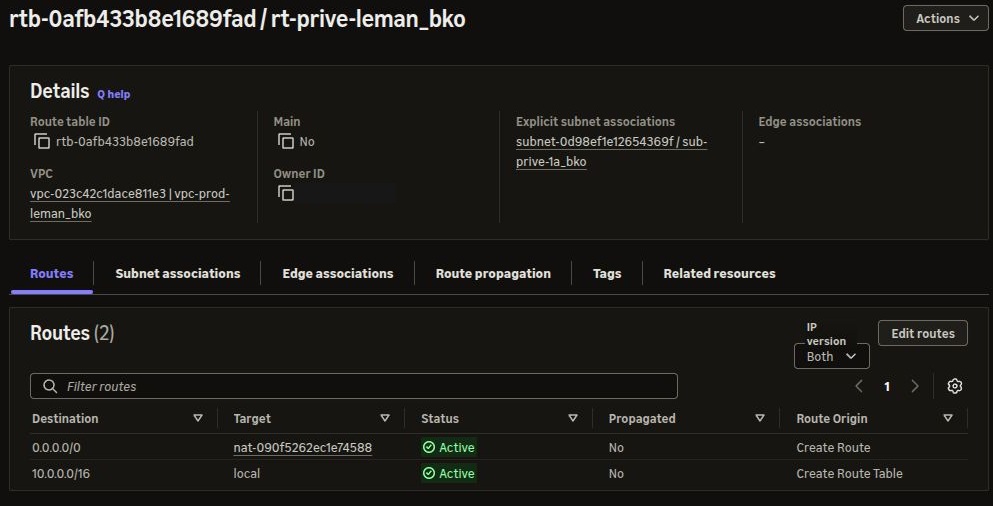 rtb-0afb433b8e1689fad / rt-prive-leman_bko
Actions
Details Q help
Route table ID
rtb-0afb433b8e1689fad
VPC
vpc-023c42c1dace811e3 | vpc-prod-
leman_bko
Main
No
Owner ID
Explicit subnet associations
subnet-0d98ef1e12654369f / sub-
prive-1a_bko
Edge associations
–
Routes Subnet associations Edge associations Route propagation Tags Related resources
Routes (2)
IP
version
Both
Edit routes
Filter routes
1
Destination Target Status Propagated Route Origin
0.0.0.0/0 nat-090f5262ec1e74588 Active No Create Route
10.0.0.0/16 local Active No Create Route Table